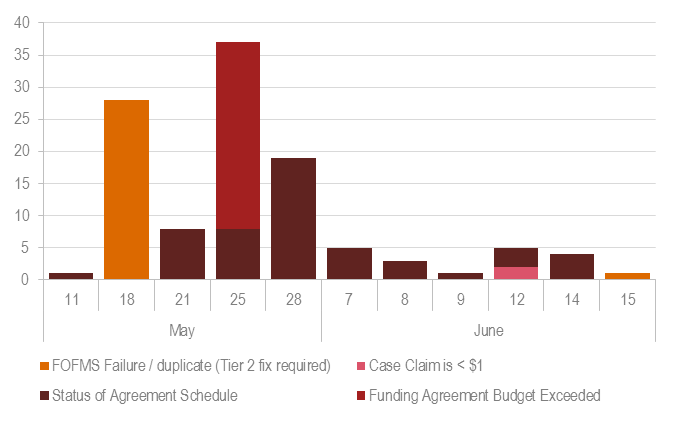 40
35
30
25
20
15
10
5
0
11 18 21 25 28 7 8 9 12 14 15
May June
FOFMS Failure / duplicate (Tier 2 fix required) Case Claim is < $1
Status of Agreement Schedule Funding Agreement Budget Exceeded